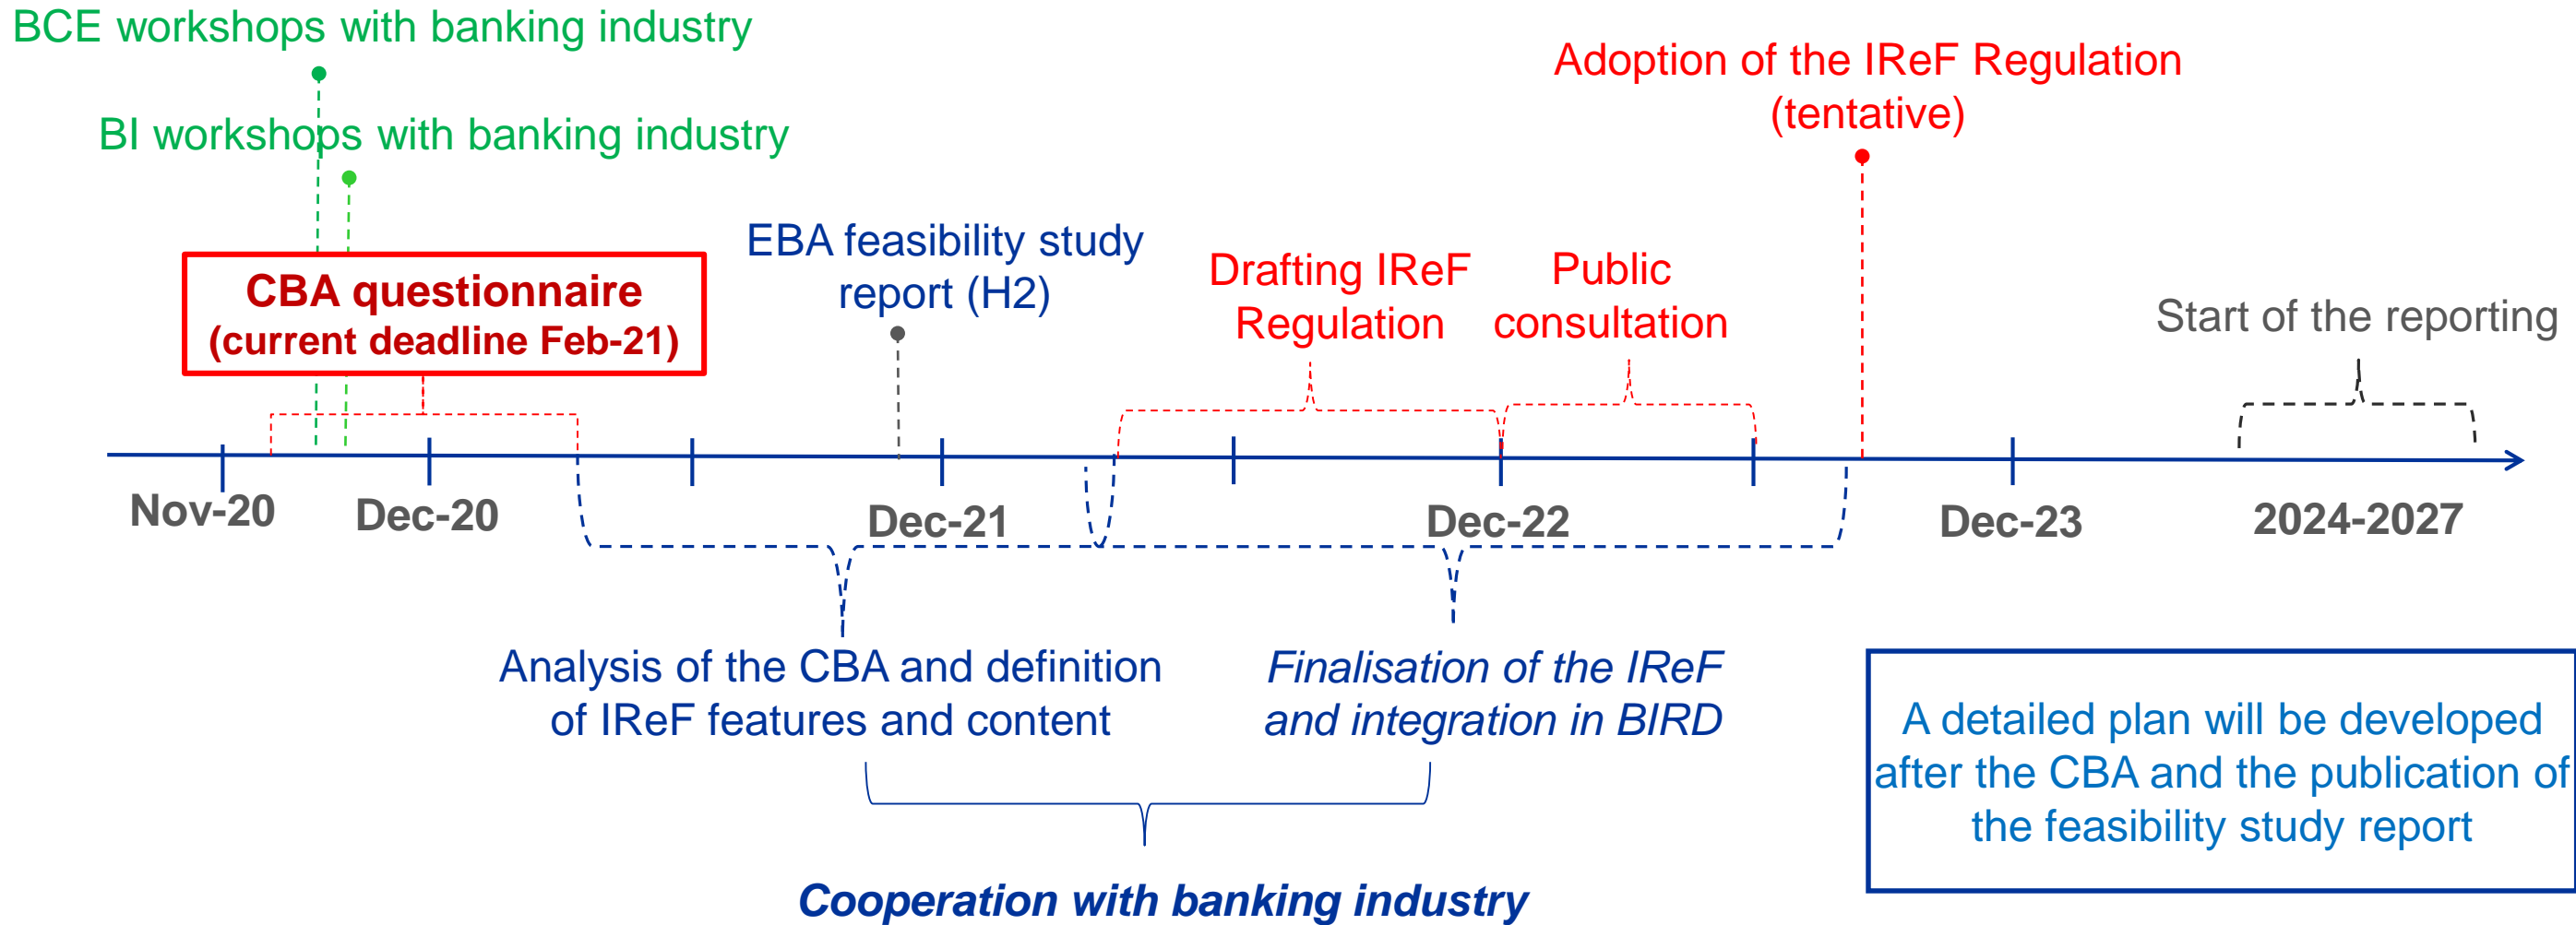 BCE workshops with banking industry
BI workshops with banking industry
Adoption of the IReF Regulation
(tentative)
CBA questionnaire
(current deadline Feb-21)
EBA feasibility study
report (H2)
Drafting IReF
Regulation
Public
consultation
Start of the reporting
Nov-20
Dec-20
Dec-21
Dec-22
Dec-23
2024-2027
Analysis of the CBA and definition
of IReF features and content
Finalisation of the IReF
and integration in BIRD
A detailed plan will be developed
after the CBA and the publication of
the feasibility study report
Cooperation with banking industry